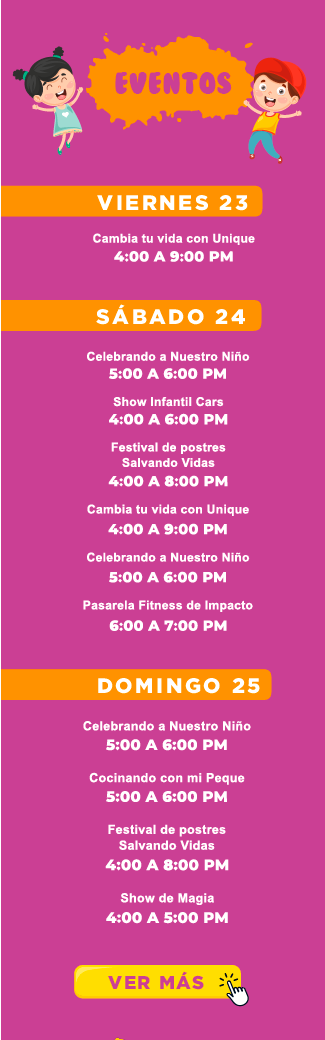 EVENTOS
VIERNES 23
Cambia tu vida con Unique
4:00 A 9:00 PM
SÁBADO 24
Celebrando a Nuestro Niño
5:00 A 6:00 PM
Show Infantil Cars
4:00 A 6:00 PM
Festival de postres
Salvando Vidas
4:00 A 8:00 PM
Cambia tu vida con Unique
4:00 A 9:00 PM
Celebrando a Nuestro Niño
5:00 A 6:00 PM
Pasarela Fitness de Impacto
6:00 A 7:00 PM
DOMINGO 25
Celebrando a Nuestro Niño
5:00 A 6:00 PM
Cocinando con mi Peque
5:00 A 6:00 PM
Festival de postres
Salvando Vidas
4:00 A 8:00 PM
Show de Magia
4:00 A 5:00 PM
VER MÁS